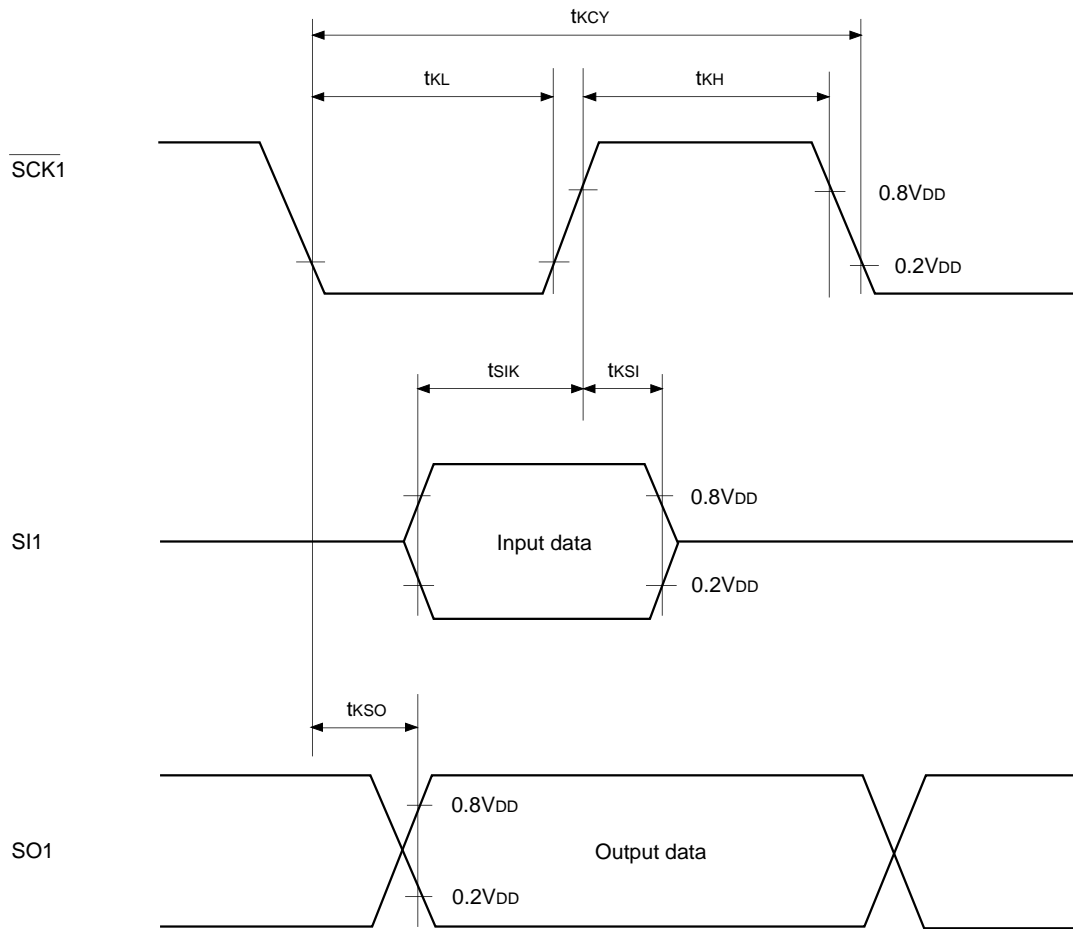 tKCY
tKL tKH
SCK1
0.8VDD
0.2VDD
tSIK tKSI
0.8VDD
SI1 Input data
0.2VDD
tKSO
0.8VDD
SO1 Output data
0.2VDD